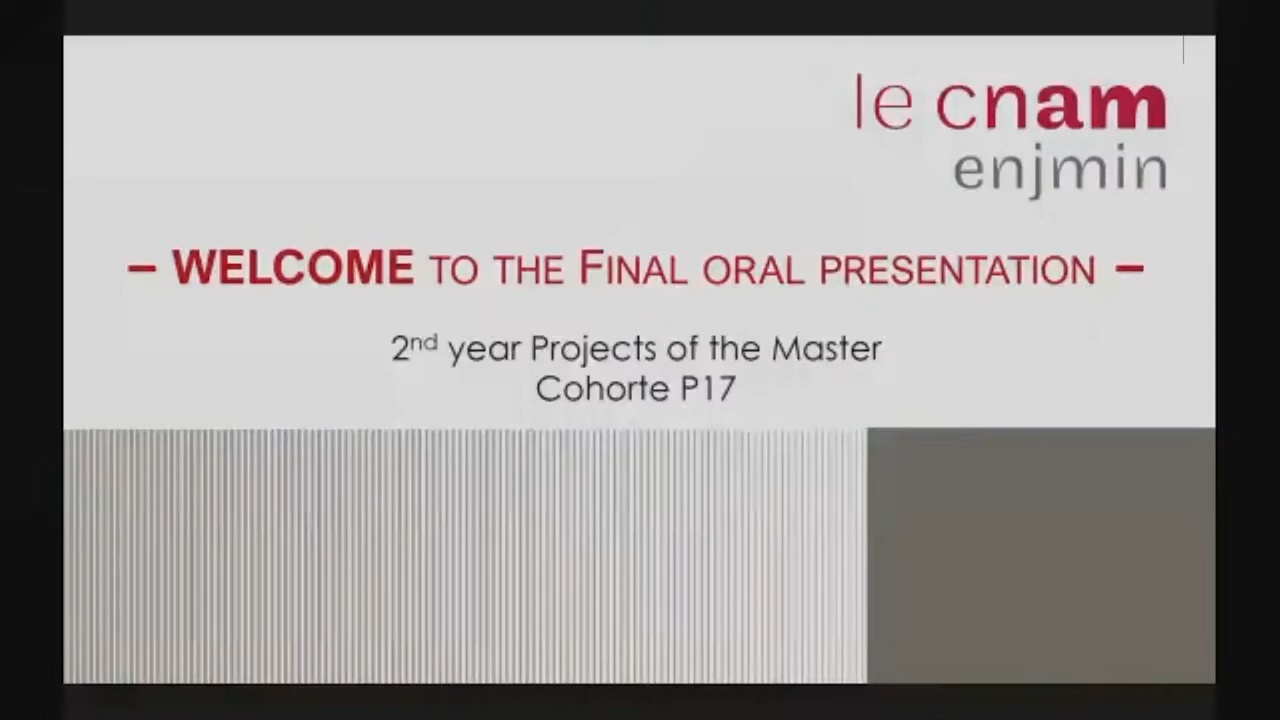 le cnam
enjmin
– WELCOME TO THE FINAL ORAL PRESENTATION –
2nd year Projects of the Master
Cohorte P17